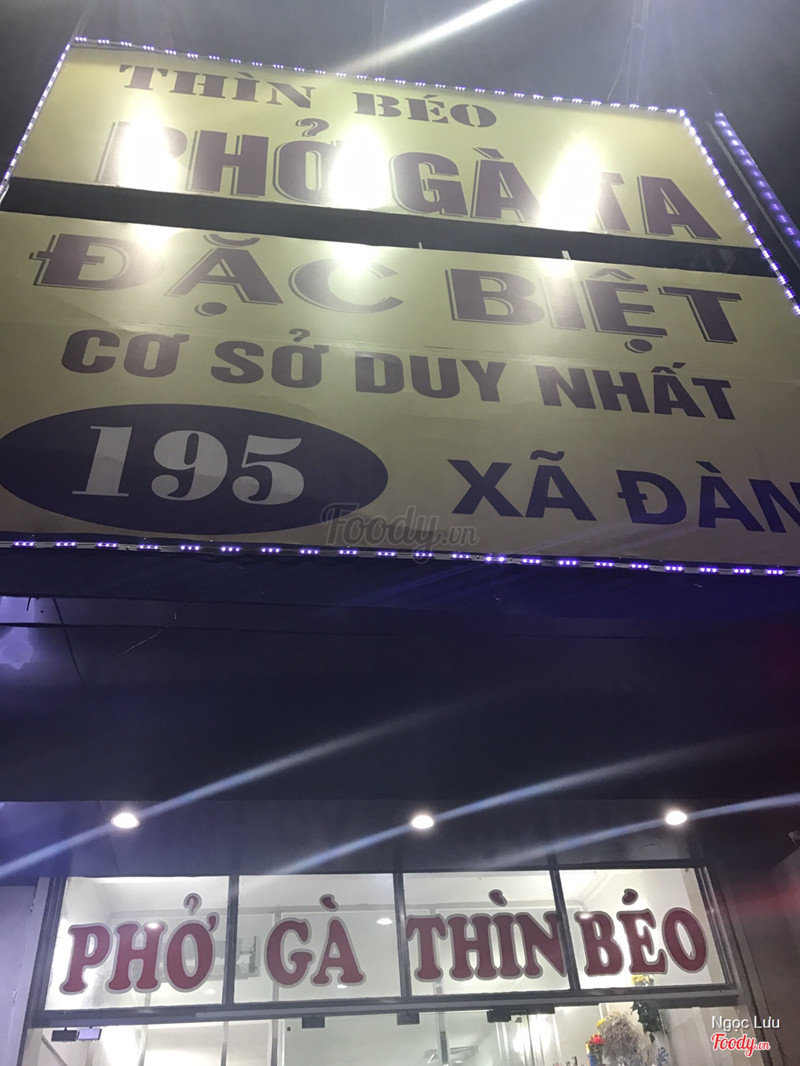 THÌN BÉO
PHỞ GÀ TA
ĐẶC BIỆT
CƠ SỞ DUY NHẤT
195 XÃ ĐÀN
Foody.vn
PHỞ GÀ THÌN BÉO
Ngọc Lưu
Foody.vn